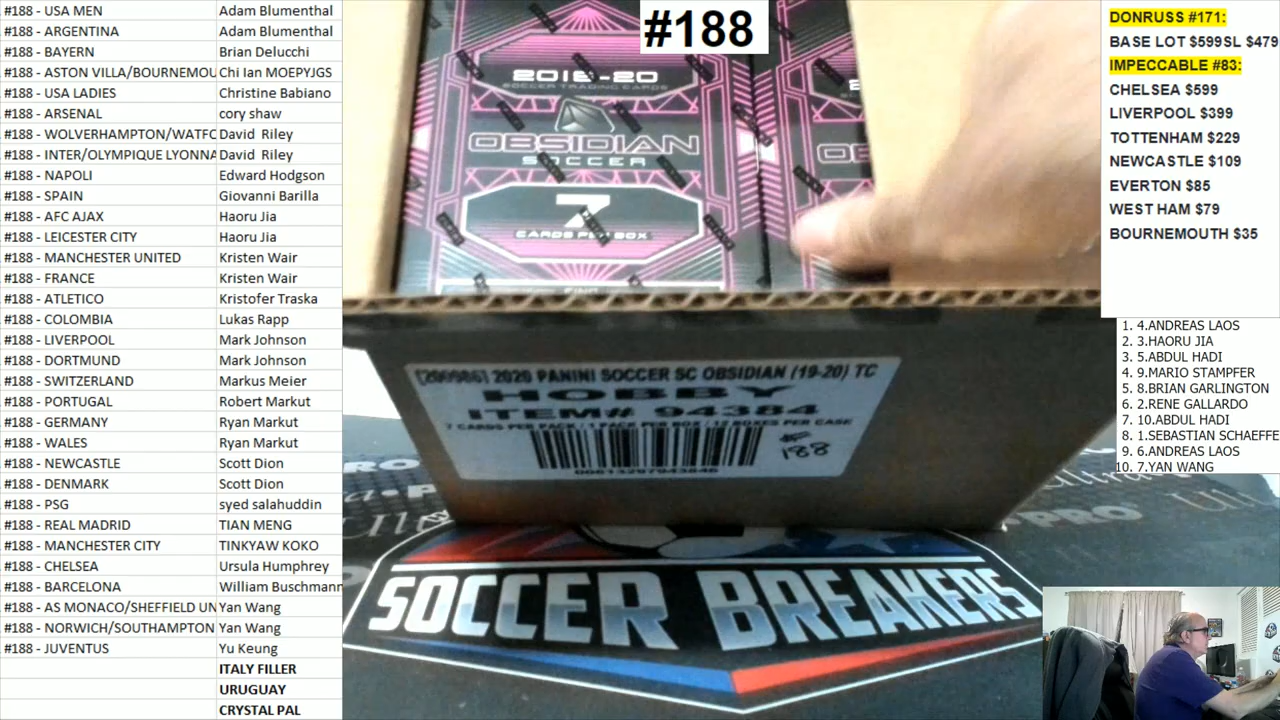 #188 - USA MEN Adam Blumenthal
#188 - ARGENTINA Adam Blumenthal
#188 - BAYERN Brian Delucchi
#188 - ASTON VILLA/BOURNEMOU Chi Ian MOEPYJGS
#188 - USA LADIES Christine Babiano
#188 - ARSENAL cory shaw
#188 - WOLVERHAMPTON/WATFC David Riley
#188 - INTER/OLYMPIQUE LYONNA David Riley
#188 - NAPOLI Edward Hodgson
#188 - SPAIN Giovanni Barilla
#188 - AFC AJAX Haoru Jia
#188 - LEICESTER CITY Haoru Jia
#188 - MANCHESTER UNITED Kristen Wair
#188 - FRANCE Kristen Wair
#188 - ATLETICO Kristofer Traska
#188 - COLOMBIA Lukas Rapp
#188 - LIVERPOOL Mark Johnson
#188 - DORTMUND Mark Johnson
#188 - SWITZERLAND Markus Meier
#188 - PORTUGAL Robert Markut
#188 - GERMANY Ryan Markut
#188 - WALES Ryan Markut
#188 - NEWCASTLE Scott Dion
#188 - DENMARK Scott Dion
#188 - PSG syed salahuddin
#188 - REAL MADRID TIAN MENG
#188 - MANCHESTER CITY TINKYAW KOKO
#188 - CHELSEA Ursula Humphrey
#188 - BARCELONA William Buschmann
#188 - AS MONACO/SHEFFIELD UN Yan Wang
#188 - NORWICH/SOUTHAMPTON Yan Wang
#188 - JUVENTUS Yu Keung
ITALY FILLER
URUGUAY
CRYSTAL PAL
#188
2019-20
SOCCER TRADING CARDS
OBSIDIAN
SOCCER
7
CARDS PER BOX
[200986] 2020 PANINI SOCCER SC OBSIDIAN (19-20) TC
HOBBY
ITEM# 94384
7 CARDS PER PACK / 1 PACK PER BOX / 12 BOXES PER CASE
#188
SOCCER BREAKERS
PRO
DONRUSS #171:
BASE LOT $599SL $479
IMPECCABLE #83:
CHELSEA $599
LIVERPOOL $399
TOTTENHAM $229
NEWCASTLE $109
EVERTON $85
WEST HAM $79
BOURNEMOUTH $35
1. 4.ANDREAS LAOS
2. 3.HAORU JIA
3. 5.ABDUL HADI
4. 9.MARIO STAMPFER
5. 8.BRIAN GARLINGTON
6. 2.RENE GALLARDO
7. 10.ABDUL HADI
8. 1.SEBASTIAN SCHAEFFE
9. 6.ANDREAS LAOS
10. 7.YAN WANG